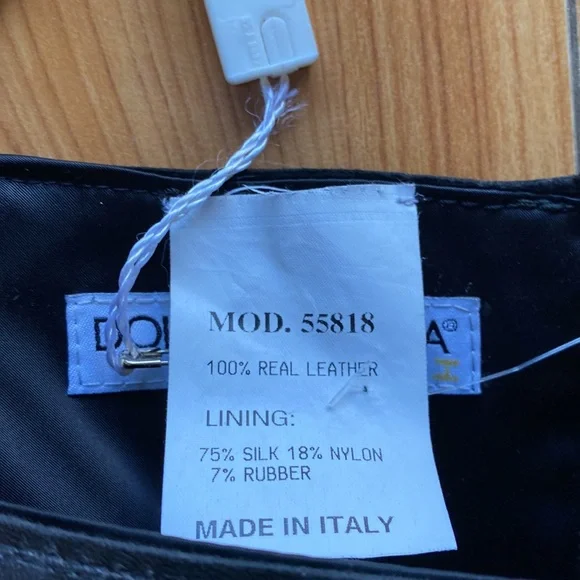 MOD. 55818
100% REAL LEATHER
LINING:
75% SILK 18% NYLON
7% RUBBER
MADE IN ITALY